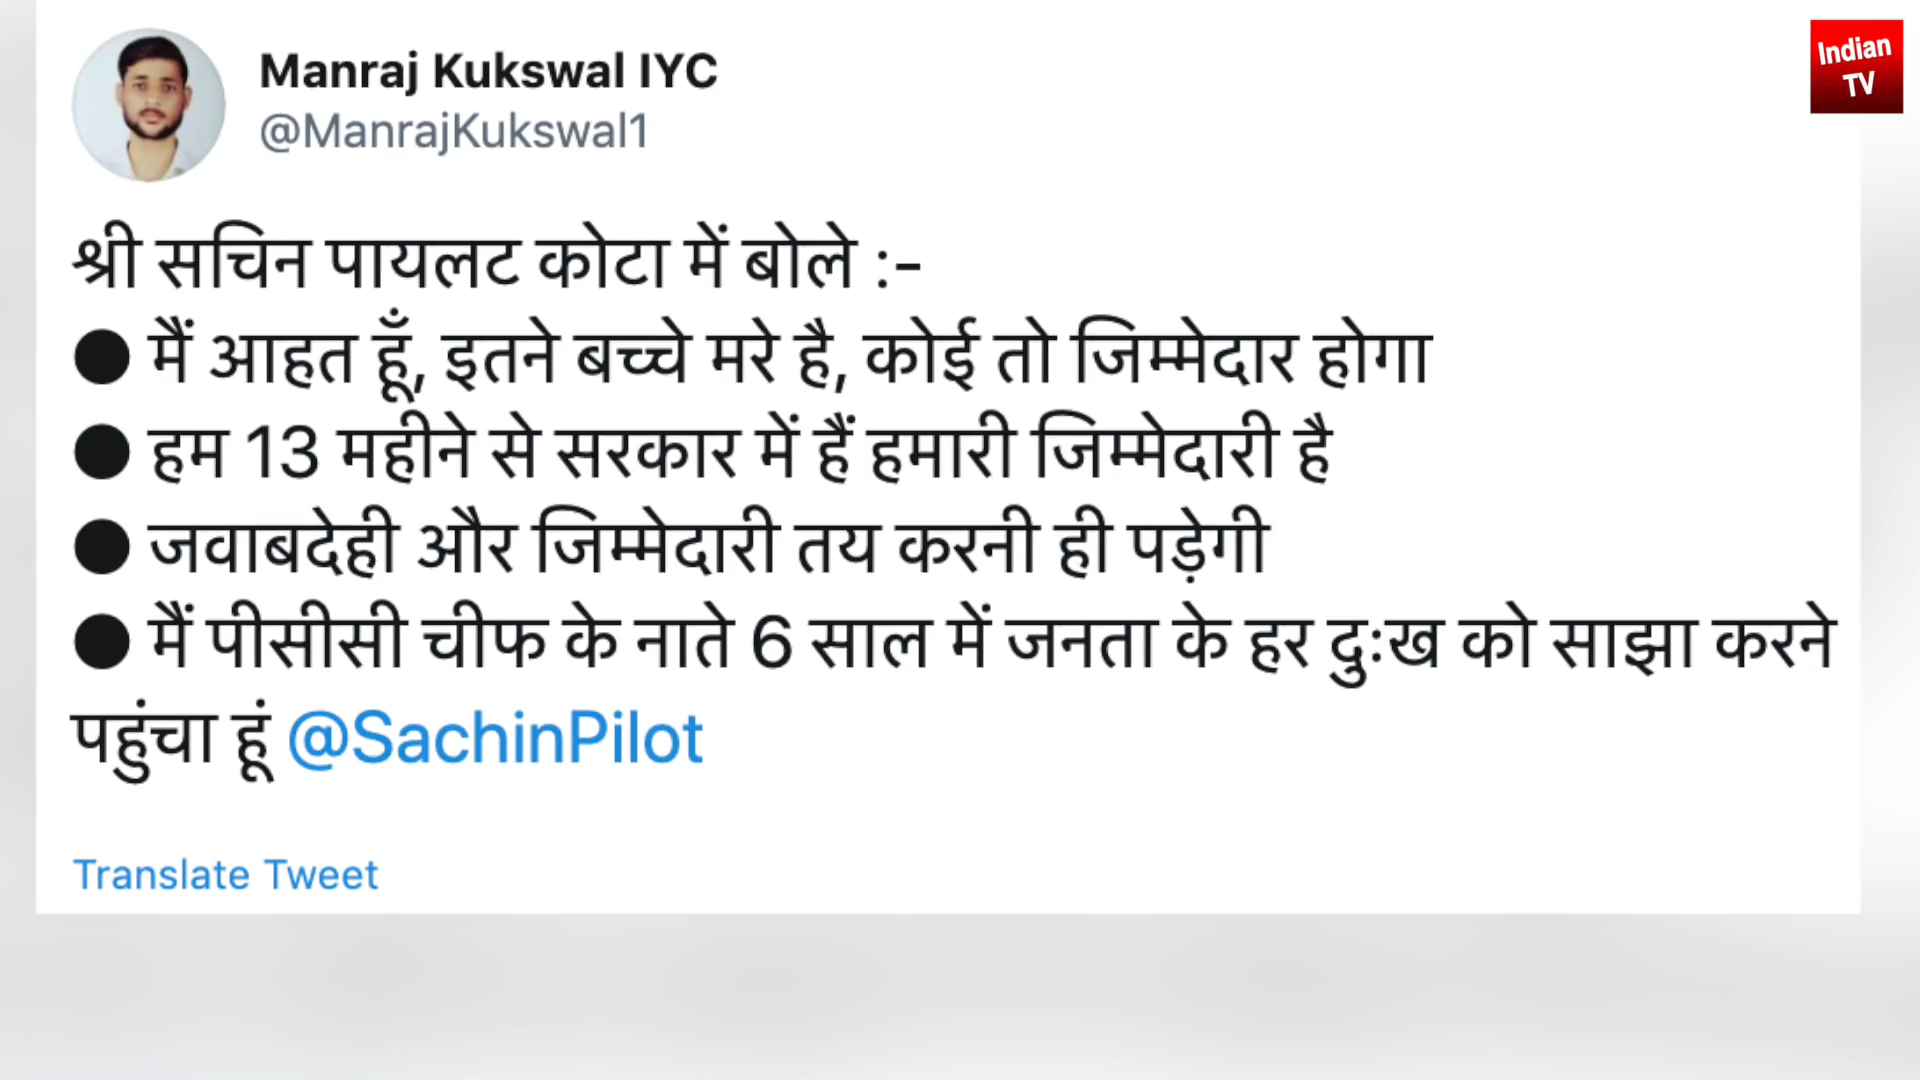 Manraj Kukswal IYC
@ManrajKukswal1
Indian
TV
श्री सचिन पायलट कोटा में बोले :-
● मैं आहत हूँ, इतने बच्चे मरे है, कोई तो जिम्मेदार होगा
● हम 13 महीने से सरकार में हैं हमारी जिम्मेदारी है
● जवाबदेही और जिम्मेदारी तय करनी ही पड़ेगी
● मैं पीसीसी चीफ के नाते 6 साल में जनता के हर दुःख को साझा करने
पहुंचा हूं @SachinPilot
Translate Tweet